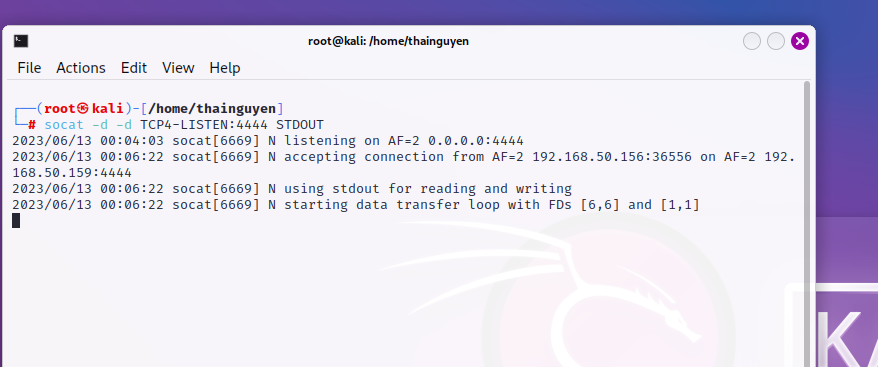 root@kali: /home/thainguyen
File Actions Edit View Help
┌──(root㉿kali)-[/home/thainguyen]
└─# socat -d -d TCP4-LISTEN:4444 STDOUT
2023/06/13 00:04:03 socat[6669] N listening on AF=2 0.0.0.0:4444
2023/06/13 00:06:22 socat[6669] N accepting connection from AF=2 192.168.50.156:36556 on AF=2 192.
168.50.159:4444
2023/06/13 00:06:22 socat[6669] N using stdout for reading and writing
2023/06/13 00:06:22 socat[6669] N starting data transfer loop with FDs [6,6] and [1,1]